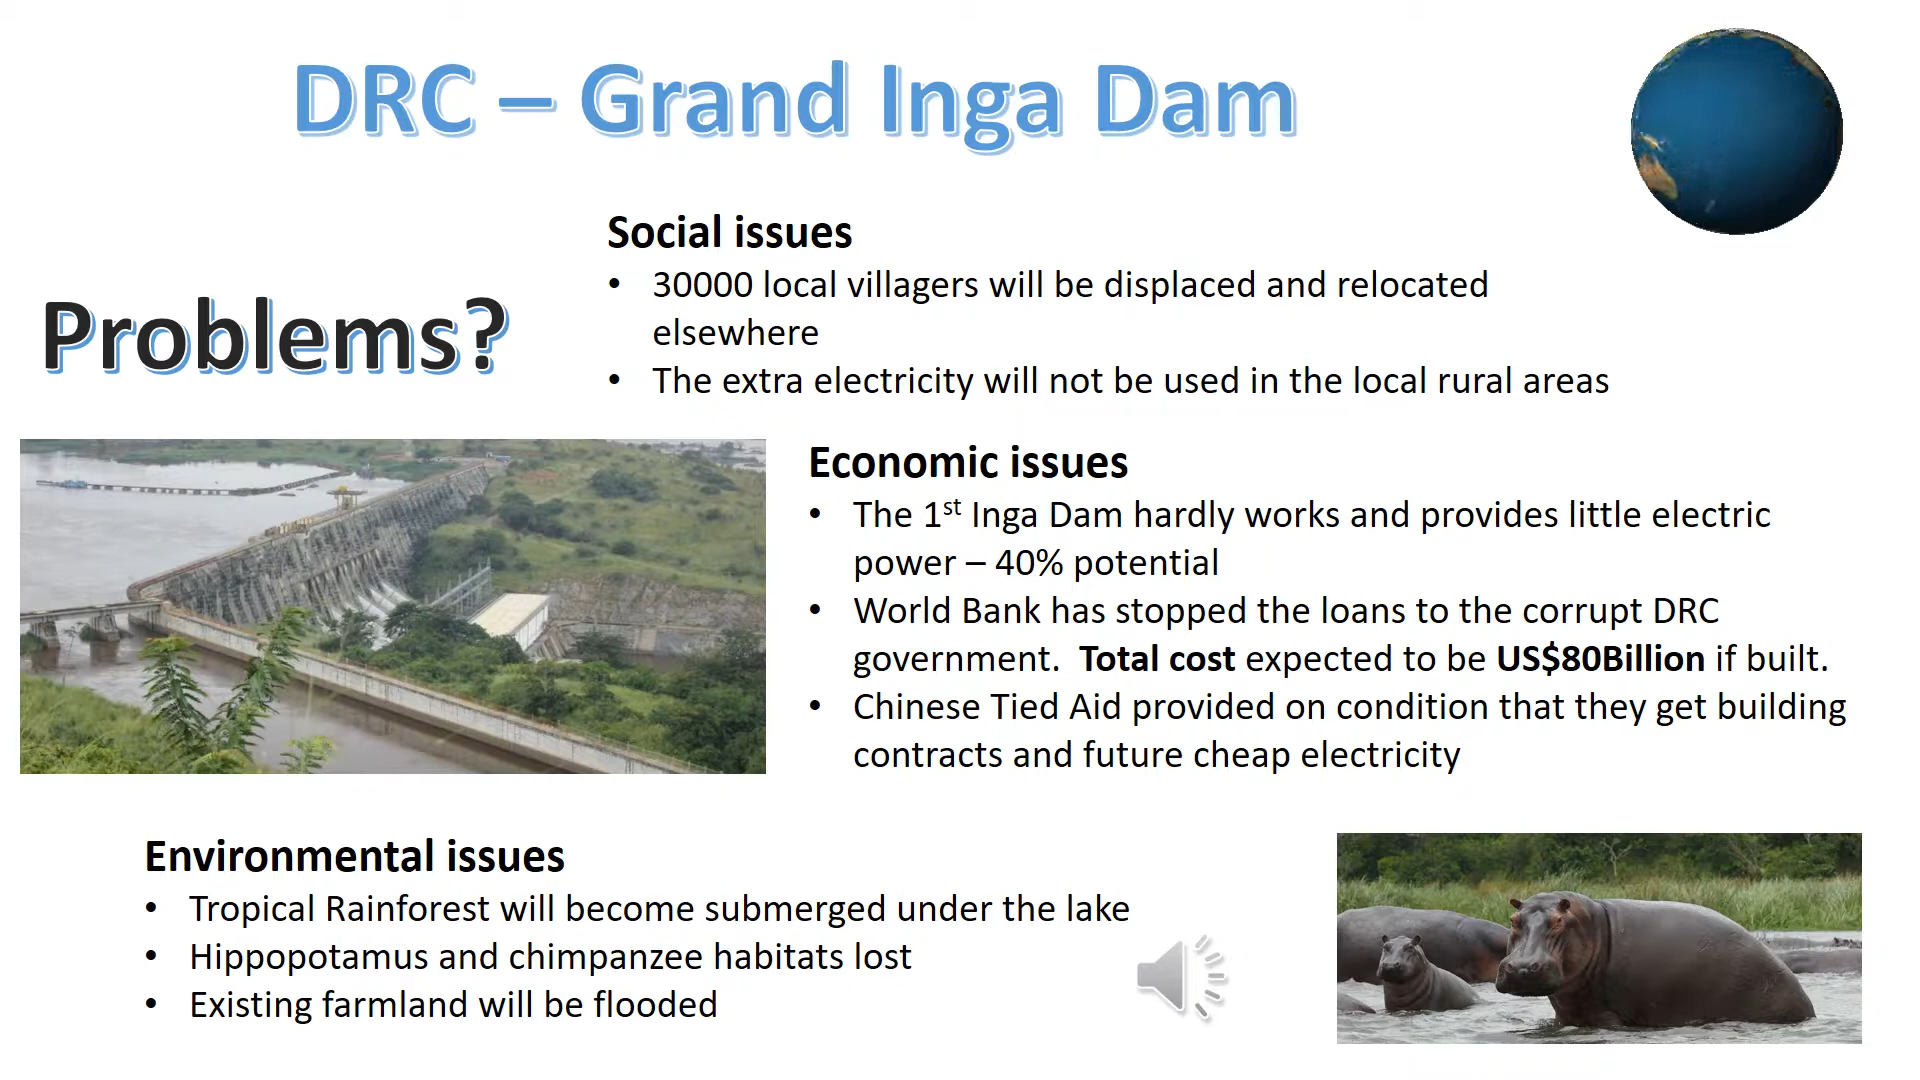 DRC – Grand Inga Dam
Problems?
Social issues
• 30000 local villagers will be displaced and relocated
elsewhere
• The extra electricity will not be used in the local rural areas
Economic issues
• The 1st Inga Dam hardly works and provides little electric
power – 40% potential
• World Bank has stopped the loans to the corrupt DRC
government.  Total cost expected to be US$80Billion if built.
• Chinese Tied Aid provided on condition that they get building
contracts and future cheap electricity
Environmental issues
• Tropical Rainforest will become submerged under the lake
• Hippopotamus and chimpanzee habitats lost
• Existing farmland will be flooded